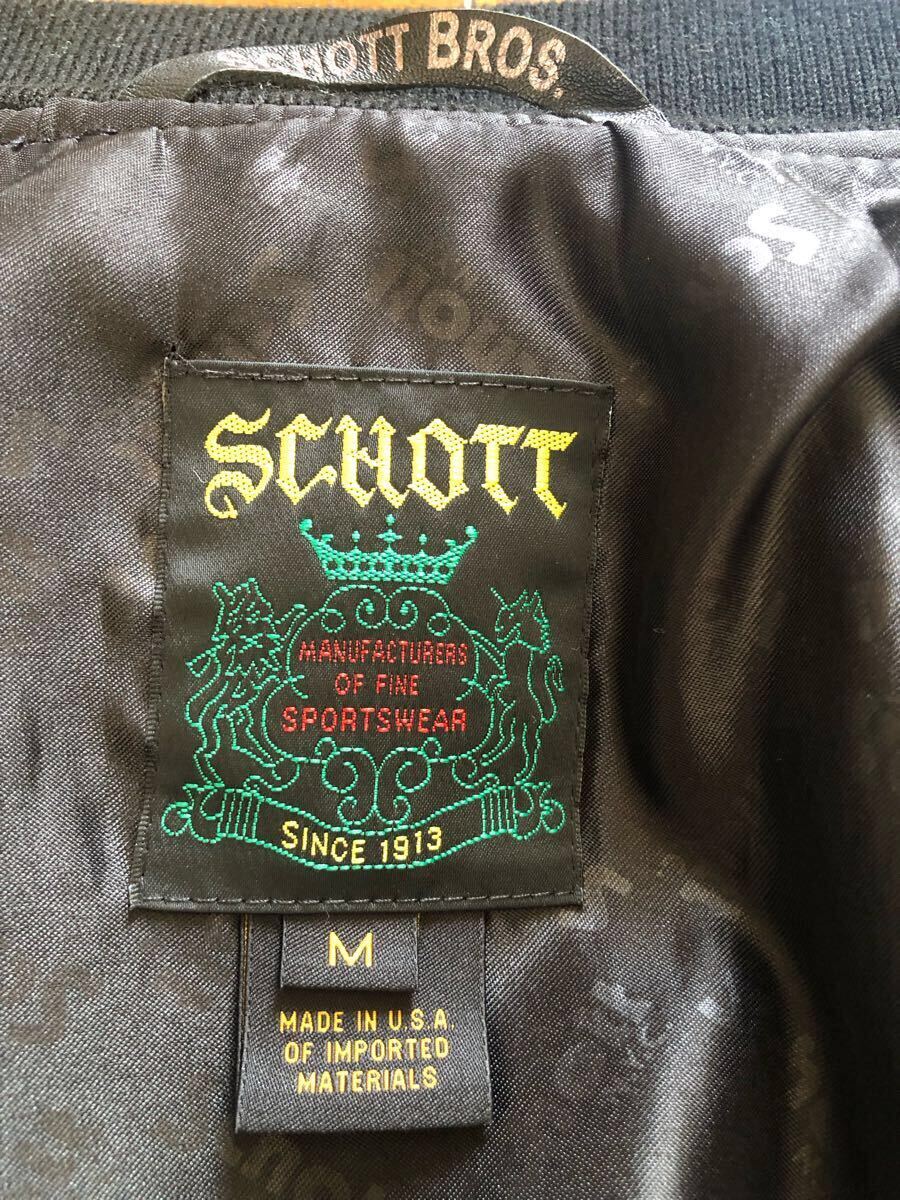 SCHOTT BROS.
SCHOTT
MANUFACTURERS
OF FINE
SPORTSWEAR
SINCE 1913
M
MADE IN U.S.A.
OF IMPORTED
MATERIALS